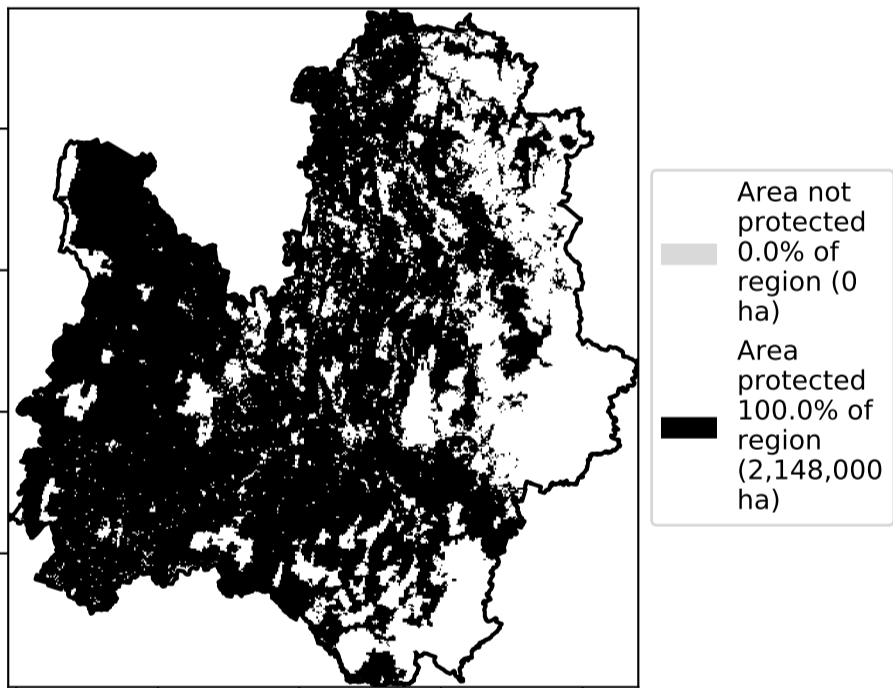 Area not
protected
0.0% of
region (0
ha)
Area
protected
100.0% of
region
(2,148,000
ha)